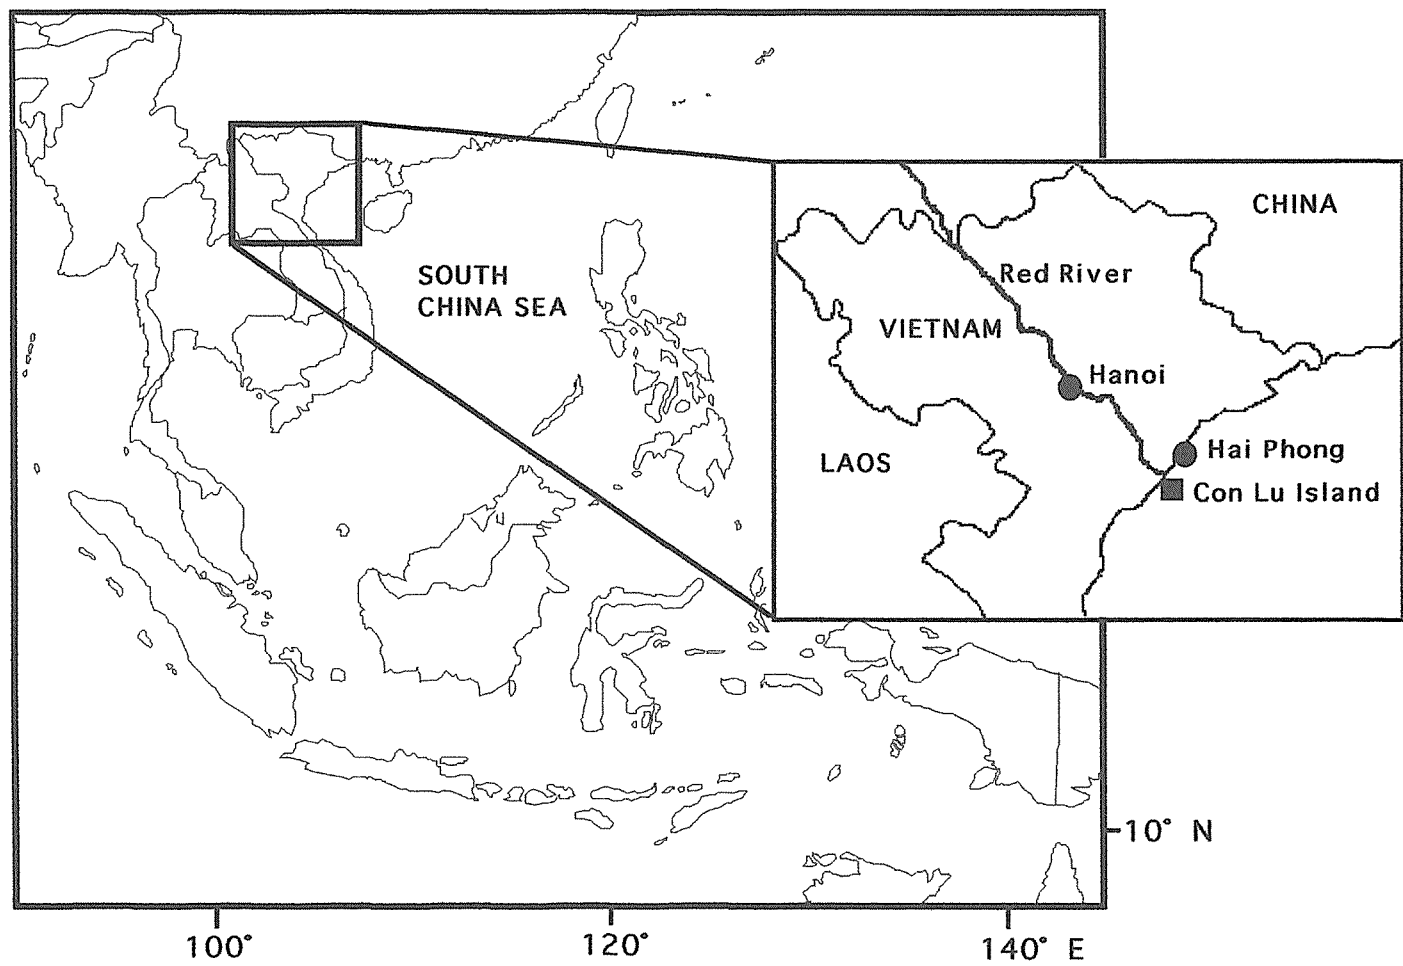 CHINA
Red River
SOUTH
CHINA SEA
VIETNAM
Hanoi
Hai Phong
LAOS
Con Lu Island
10° N
100°
120°
140° E